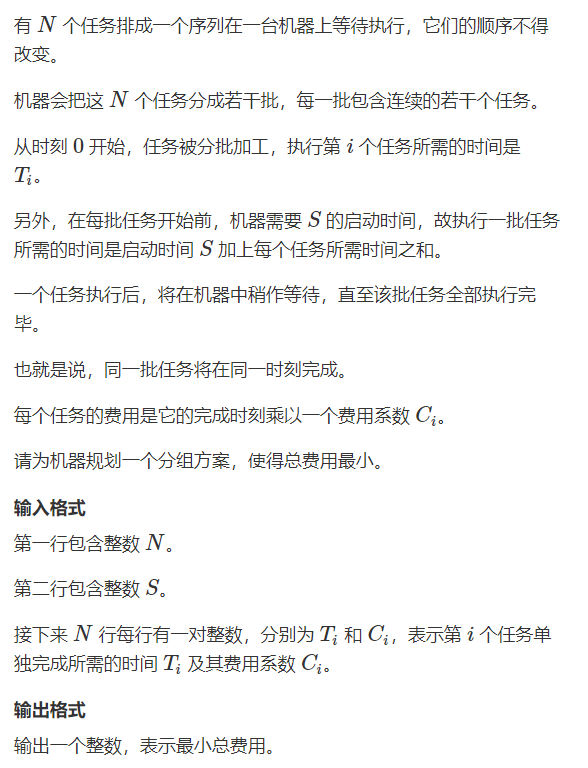 有 N 个任务排成一个序列在一台机器上等待执行，它们的顺序不得
改变。
机器会把这 N 个任务分成若干批，每一批包含连续的若干个任务。
从时刻 0 开始，任务被分批加工，执行第 i 个任务所需的时间是
T_i。
另外，在每批任务开始前，机器需要 S 的启动时间，故执行一批任务
所需的时间是启动时间 S 加上每个任务所需时间之和。
一个任务执行后，将在机器中稍作等待，直至该批任务全部执行完
毕。
也就是说，同一批任务将在同一时刻完成。
每个任务的费用是它的完成时刻乘以一个费用系数 C_i。
请为机器规划一个分组方案，使得总费用最小。
输入格式
第一行包含整数 N。
第二行包含整数 S。
接下来 N 行每行有一对整数，分别为 T_i 和 C_i，表示第 i 个任务单
独完成所需的时间 T_i 及其费用系数 C_i。
输出格式
输出一个整数，表示最小总费用。